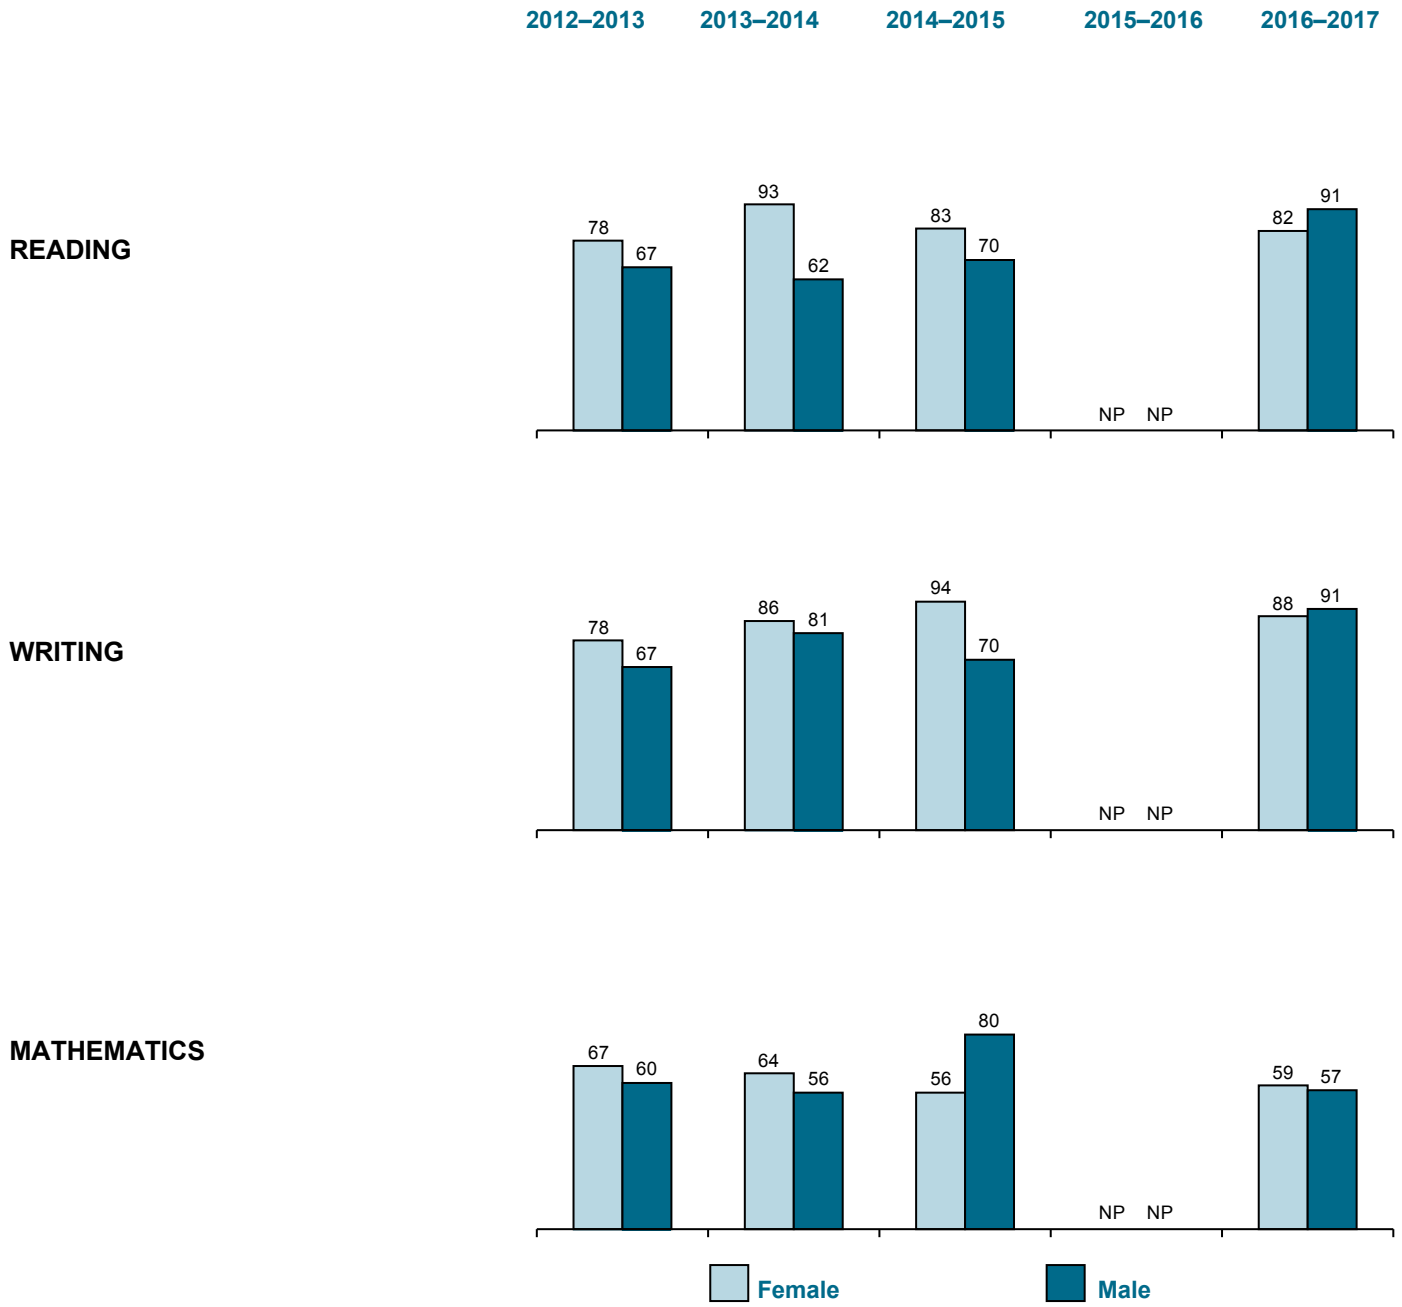 2012–2013 2013–2014 2014–2015 2015–2016 2016–2017
READING
78 67 93 62 83 70 NP NP 82 91
WRITING
78 67 86 81 94 70 NP NP 88 91
MATHEMATICS
67 60 64 56 56 80 NP NP 59 57
Female Male